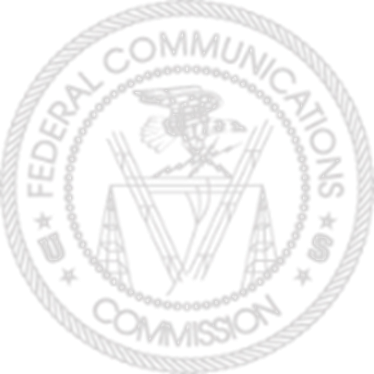 FEDERAL COMMUNICATIONS
U S
COMMISSION